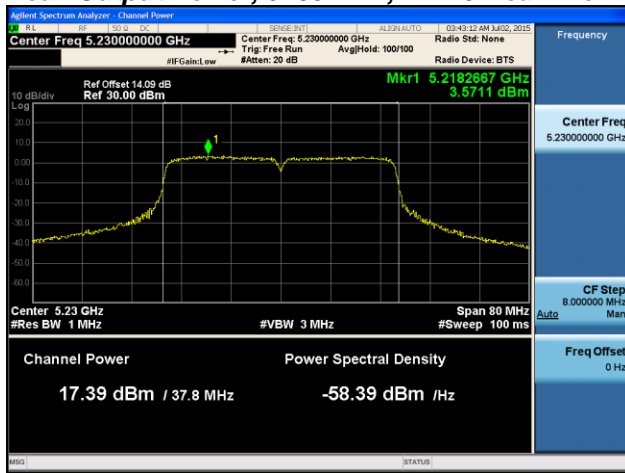 Agilent Spectrum Analyzer - Channel Power
RL RF 50 Ω DC SENSE:INT ALIGN AUTO 03:43:12 AM Jul 02, 2015
Center Freq 5.230000000 GHz
Center Freq: 5.230000000 GHz
Radio Std: None
Trig: Free Run Avg|Hold: 100/100
#IFGain:Low #Atten: 20 dB Radio Device: BTS
Frequency
Mkr1 5.2182667 GHz
3.5711 dBm
Ref Offset 14.09 dB
10 dB/div Ref 30.00 dBm
Log
20.0
10.0
0.00
-10.0
-20.0
-30.0
-40.0
-50.0
-60.0
1
Center Freq
5.230000000 GHz
CF Step
8.000000 MHz
Auto Man
Center 5.23 GHz Span 80 MHz
#Res BW 1 MHz #VBW 3 MHz #Sweep 100 ms
Freq Offset
0 Hz
Channel Power
Power Spectral Density
17.39 dBm / 37.8 MHz
-58.39 dBm /Hz
MSG STATUS